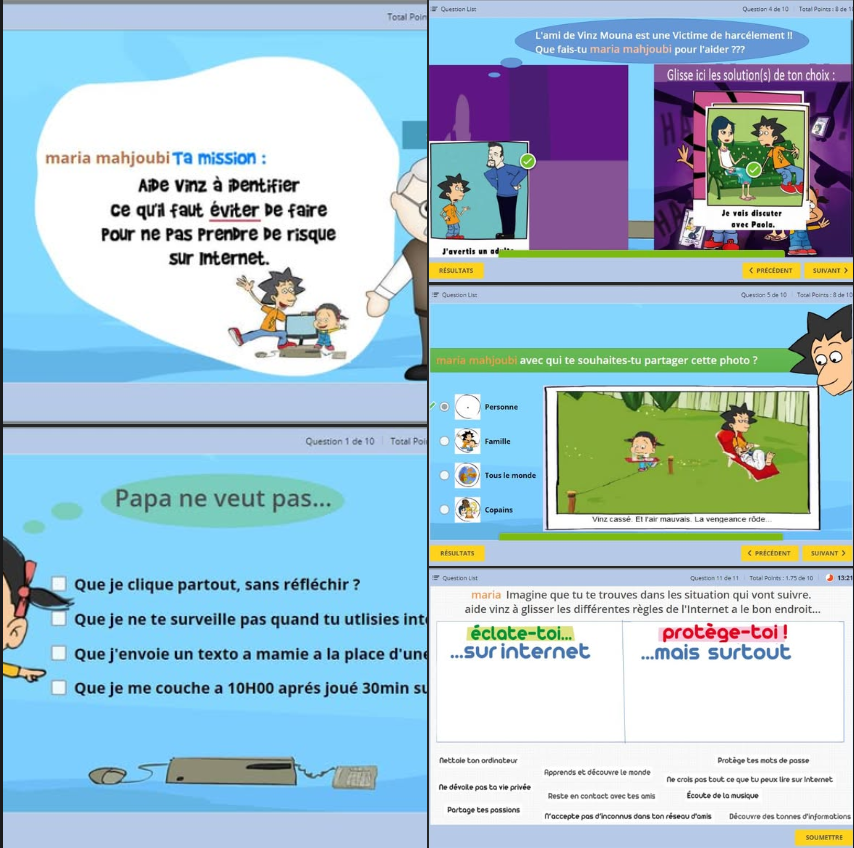 Total Poin
maria mahjoubi Ta mission :
Aide Vinz à identifier
ce qu'il faut éviter de faire
pour ne pas prendre de risque
sur Internet.
Question 1 de 10 Total Poin
Papa ne veut pas...
Que je clique partout, sans réfléchir ?
Que je ne te surveille pas quand tu utlisies inte
Que j'envoie un texto a mamie a la place d'une
Que je me couche a 10H00 aprés joué 30min su
Question List Question 4 de 10 Total Points : 8 de 10
L'ami de Vinz Mouna est une Victime de harcélement !!
Que fais-tu maria mahjoubi pour l'aider ???
Glisse ici les solution(s) de ton choix :
J'avertis un adulte
Je vais discuter
avec Paola.
RÉSULTATS PRÉCÉDENT SUIVANT
Question List Question 5 de 10 Total Points : 8 de 10
maria mahjoubi avec qui te souhaites-tu partager cette photo ?
Personne
Famille
Tous le monde
Copains
Vinz cassé. Et l'air mauvais. La vengeance rôde...
RÉSULTATS PRÉCÉDENT SUIVANT
Question List Question 11 de 11 Total Points : 1.75 de 10 13:21
maria Imagine que tu te trouves dans les situation qui vont suivre.
aide vinz à glisser les différentes règles de l'Internet a le bon endroit...
éclate-toi...
...sur internet
protège-toi !
...mais surtout
Nettoie ton ordinateur
Protège tes mots de passe
Apprends et découvre le monde
Ne crois pas tout ce que tu peux lire sur Internet
Ne dévoile pas ta vie privée
Reste en contact avec tes amis
Écoute de la musique
Partage tes passions
N'accepte pas d'inconnus dans ton réseau d'amis
Découvre des tonnes d'informations
SOUMETTRE